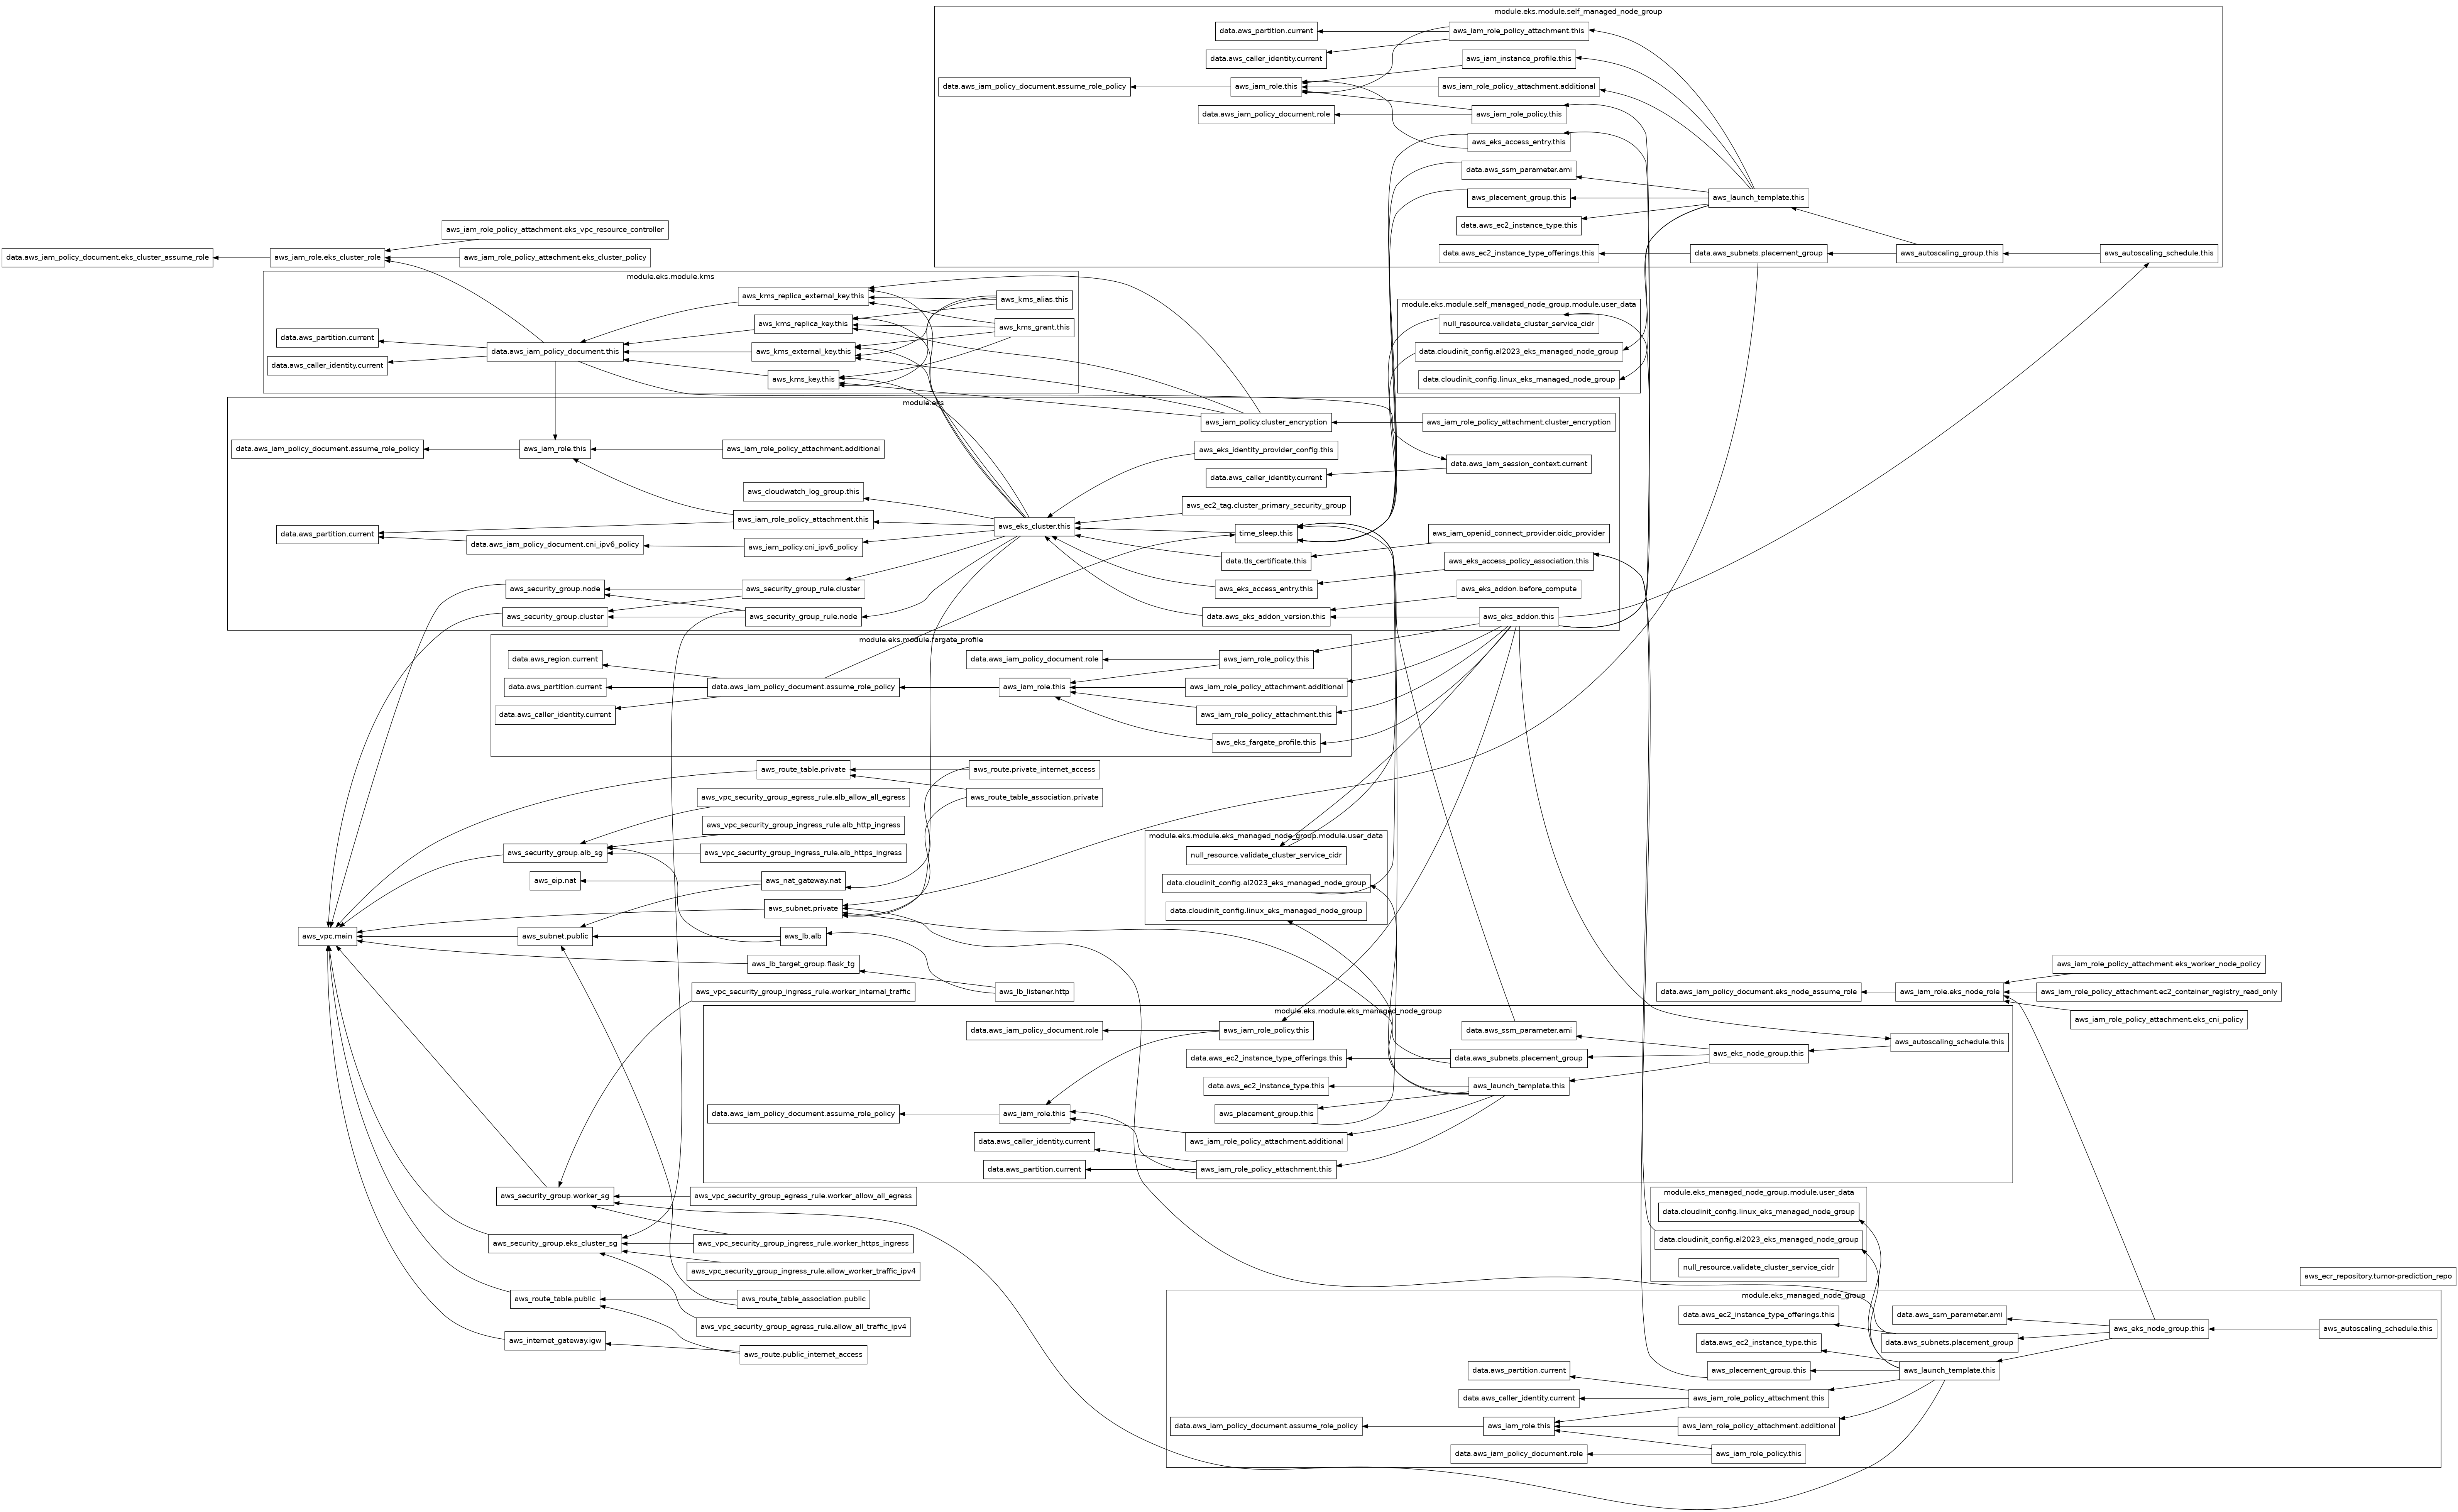 module.eks.module.self_managed_node_group
data.aws_partition.current
aws_iam_role_policy_attachment.this
data.aws_caller_identity.current
aws_iam_instance_profile.this
data.aws_iam_policy_document.assume_role_policy
aws_iam_role.this
aws_iam_role_policy_attachment.additional
data.aws_iam_policy_document.role
aws_iam_role_policy.this
aws_eks_access_entry.this
data.aws_ssm_parameter.ami
aws_placement_group.this
aws_launch_template.this
data.aws_ec2_instance_type.this
data.aws_ec2_instance_type_offerings.this
data.aws_subnets.placement_group
aws_autoscaling_group.this
aws_autoscaling_schedule.this
aws_iam_role_policy_attachment.eks_vpc_resource_controller
data.aws_iam_policy_document.eks_cluster_assume_role
aws_iam_role.eks_cluster_role
aws_iam_role_policy_attachment.eks_cluster_policy
module.eks.module.kms
aws_kms_replica_external_key.this
aws_kms_alias.this
aws_kms_replica_key.this
aws_kms_grant.this
data.aws_partition.current
data.aws_iam_policy_document.this
aws_kms_external_key.this
data.aws_caller_identity.current
aws_kms_key.this
module.eks.module.self_managed_node_group.module.user_data
null_resource.validate_cluster_service_cidr
data.cloudinit_config.al2023_eks_managed_node_group
data.cloudinit_config.linux_eks_managed_node_group
module.eks
aws_iam_policy.cluster_encryption
aws_iam_role_policy_attachment.cluster_encryption
data.aws_iam_policy_document.assume_role_policy
aws_iam_role.this
aws_iam_role_policy_attachment.additional
aws_eks_identity_provider_config.this
data.aws_iam_session_context.current
data.aws_caller_identity.current
aws_cloudwatch_log_group.this
aws_ec2_tag.cluster_primary_security_group
aws_iam_role_policy_attachment.this
aws_eks_cluster.this
data.aws_partition.current
time_sleep.this
aws_iam_openid_connect_provider.oidc_provider
data.aws_iam_policy_document.cni_ipv6_policy
aws_iam_policy.cni_ipv6_policy
data.tls_certificate.this
aws_eks_access_policy_association.this
aws_security_group.node
aws_security_group_rule.cluster
aws_eks_access_entry.this
aws_eks_addon.before_compute
aws_security_group.cluster
aws_security_group_rule.node
data.aws_eks_addon_version.this
aws_eks_addon.this
module.eks.module.fargate_profile
data.aws_region.current
data.aws_iam_policy_document.role
aws_iam_role_policy.this
data.aws_partition.current
data.aws_iam_policy_document.assume_role_policy
aws_iam_role.this
aws_iam_role_policy_attachment.additional
data.aws_caller_identity.current
aws_iam_role_policy_attachment.this
aws_eks_fargate_profile.this
aws_route_table.private
aws_route.private_internet_access
aws_vpc_security_group_egress_rule.alb_allow_all_egress
aws_route_table_association.private
aws_vpc_security_group_ingress_rule.alb_http_ingress
aws_security_group.alb_sg
aws_vpc_security_group_ingress_rule.alb_https_ingress
aws_eip.nat
aws_nat_gateway.nat
aws_subnet.private
aws_vpc.main
aws_subnet.public
aws_lb.alb
aws_lb_target_group.flask_tg
aws_vpc_security_group_ingress_rule.worker_internal_traffic
aws_lb_listener.http
module.eks.module.eks_managed_node_group.module.user_data
null_resource.validate_cluster_service_cidr
data.cloudinit_config.al2023_eks_managed_node_group
data.cloudinit_config.linux_eks_managed_node_group
aws_iam_role_policy_attachment.eks_worker_node_policy
data.aws_iam_policy_document.eks_node_assume_role
aws_iam_role.eks_node_role
aws_iam_role_policy_attachment.ec2_container_registry_read_only
aws_iam_role_policy_attachment.eks_cni_policy
module.eks.module.eks_managed_node_group
data.aws_iam_policy_document.role
aws_iam_role_policy.this
data.aws_ssm_parameter.ami
aws_autoscaling_schedule.this
data.aws_ec2_instance_type_offerings.this
data.aws_subnets.placement_group
aws_eks_node_group.this
data.aws_ec2_instance_type.this
aws_launch_template.this
data.aws_iam_policy_document.assume_role_policy
aws_iam_role.this
aws_placement_group.this
data.aws_caller_identity.current
aws_iam_role_policy_attachment.additional
data.aws_partition.current
aws_iam_role_policy_attachment.this
aws_security_group.worker_sg
aws_vpc_security_group_egress_rule.worker_allow_all_egress
aws_security_group.eks_cluster_sg
aws_vpc_security_group_ingress_rule.worker_https_ingress
aws_vpc_security_group_ingress_rule.allow_worker_traffic_ipv4
aws_route_table.public
aws_route_table_association.public
aws_vpc_security_group_egress_rule.allow_all_traffic_ipv4
aws_internet_gateway.igw
aws_route.public_internet_access
module.eks_managed_node_group.module.user_data
data.cloudinit_config.linux_eks_managed_node_group
data.cloudinit_config.al2023_eks_managed_node_group
null_resource.validate_cluster_service_cidr
aws_ecr_repository.tumor-prediction_repo
module.eks_managed_node_group
data.aws_ec2_instance_type_offerings.this
data.aws_ssm_parameter.ami
aws_eks_node_group.this
aws_autoscaling_schedule.this
data.aws_ec2_instance_type.this
data.aws_subnets.placement_group
data.aws_partition.current
aws_placement_group.this
aws_launch_template.this
data.aws_caller_identity.current
aws_iam_role_policy_attachment.this
data.aws_iam_policy_document.assume_role_policy
aws_iam_role.this
aws_iam_role_policy_attachment.additional
data.aws_iam_policy_document.role
aws_iam_role_policy.this